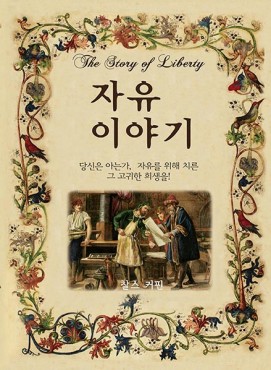 The Story of Liberty
자유
이야기
당신은 아는가, 자유를 위해 치른
그 고귀한 희생을!
찰스 커핀